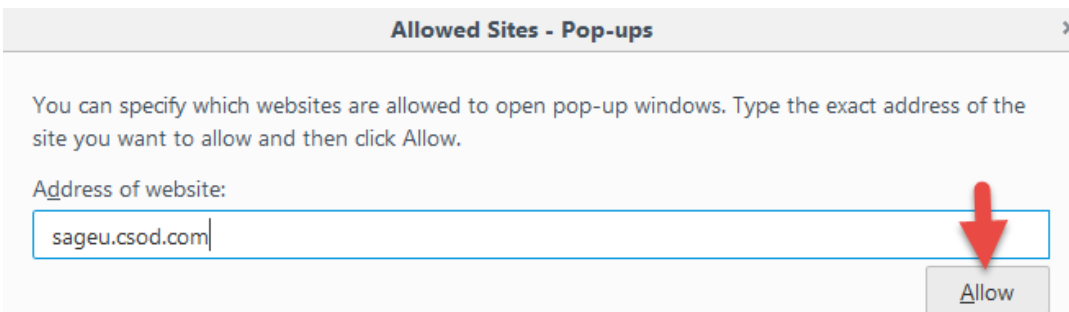 Allowed Sites - Pop-ups
You can specify which websites are allowed to open pop-up windows. Type the exact address of the
site you want to allow and then click Allow.
Address of website:
sageu.csod.com
Allow